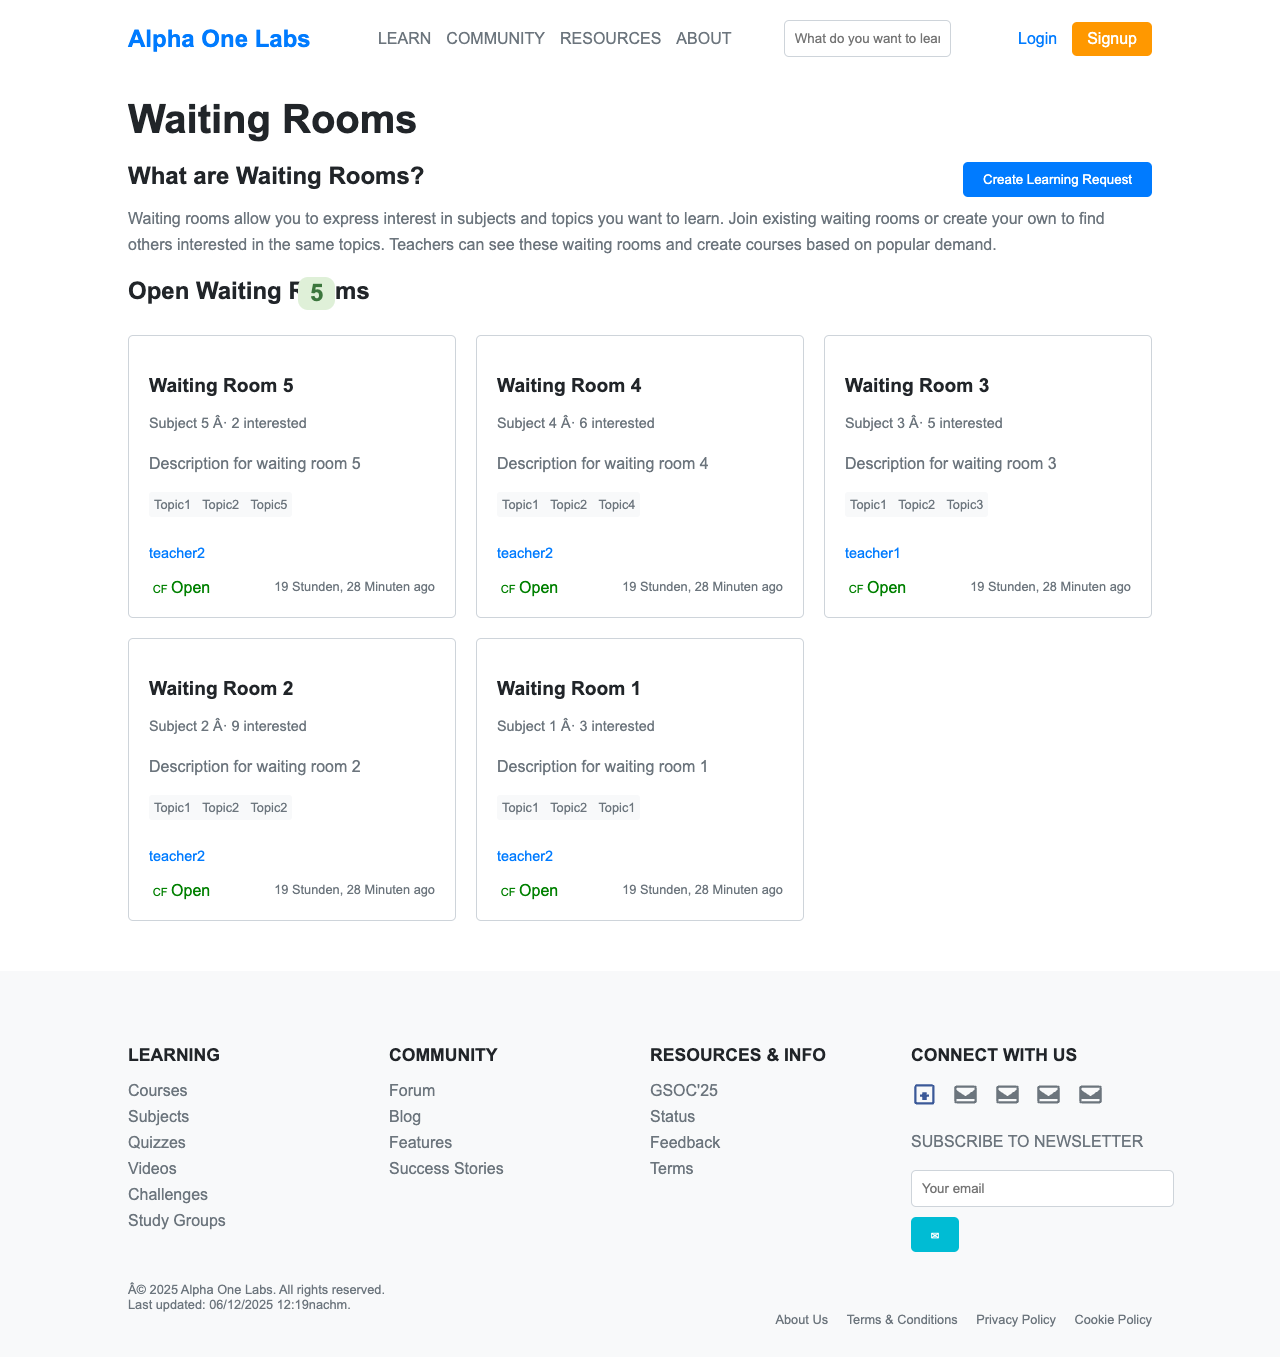 Alpha One Labs LEARN COMMUNITY RESOURCES ABOUT What do you want to lear Login Signup
Waiting Rooms
What are Waiting Rooms? Create Learning Request
Waiting rooms allow you to express interest in subjects and topics you want to learn. Join existing waiting rooms or create your own to find
others interested in the same topics. Teachers can see these waiting rooms and create courses based on popular demand.
Open Waiting 5
Waiting Room 5
Subject 5 Â· 2 interested
Description for waiting room 5
Topic1 Topic2 Topic5
teacher2
CF Open 19 Stunden, 28 Minuten ago
Waiting Room 4
Subject 4 Â· 6 interested
Description for waiting room 4
Topic1 Topic2 Topic4
teacher2
CF Open 19 Stunden, 28 Minuten ago
Waiting Room 3
Subject 3 Â· 5 interested
Description for waiting room 3
Topic1 Topic2 Topic3
teacher1
CF Open 19 Stunden, 28 Minuten ago
Waiting Room 2
Subject 2 Â· 9 interested
Description for waiting room 2
Topic1 Topic2 Topic2
teacher2
CF Open 19 Stunden, 28 Minuten ago
Waiting Room 1
Subject 1 Â· 3 interested
Description for waiting room 1
Topic1 Topic2 Topic1
teacher2
CF Open 19 Stunden, 28 Minuten ago
LEARNING
Courses
Subjects
Quizzes
Videos
Challenges
Study Groups
COMMUNITY
Forum
Blog
Features
Success Stories
RESOURCES & INFO
GSOC'25
Status
Feedback
Terms
CONNECT WITH US
SUBSCRIBE TO NEWSLETTER
Your email
Â© 2025 Alpha One Labs. All rights reserved.
Last updated: 06/12/2025 12:19nachm.
About Us Terms & Conditions Privacy Policy Cookie Policy